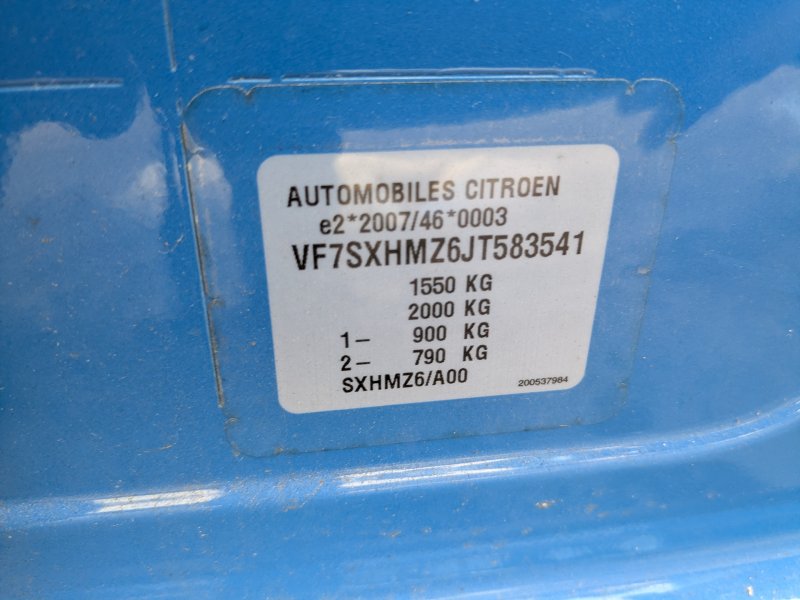 AUTOMOBILES CITROEN
e2*2007/46*0003
VF7SXHMZ6JT583541
1550 KG
2000 KG
1- 900 KG
2- 790 KG
SXHMZ6/A00 200537984